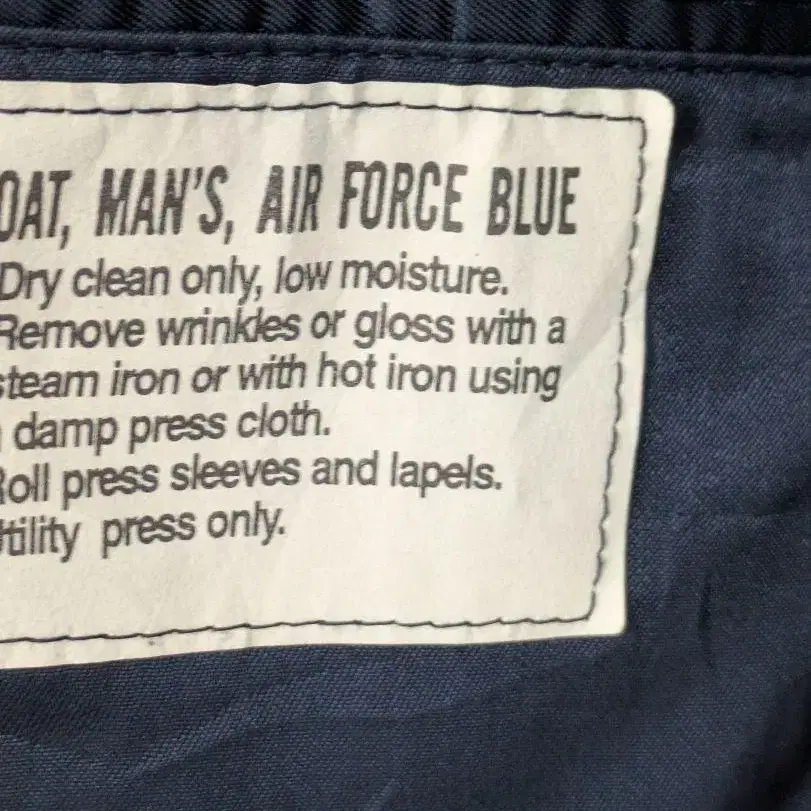 OAT, MAN'S, AIR FORCE BLUE
Dry clean only, low moisture.
Remove wrinkles or gloss with a
steam iron or with hot iron using
damp press cloth.
Roll press sleeves and lapels.
tility press only.